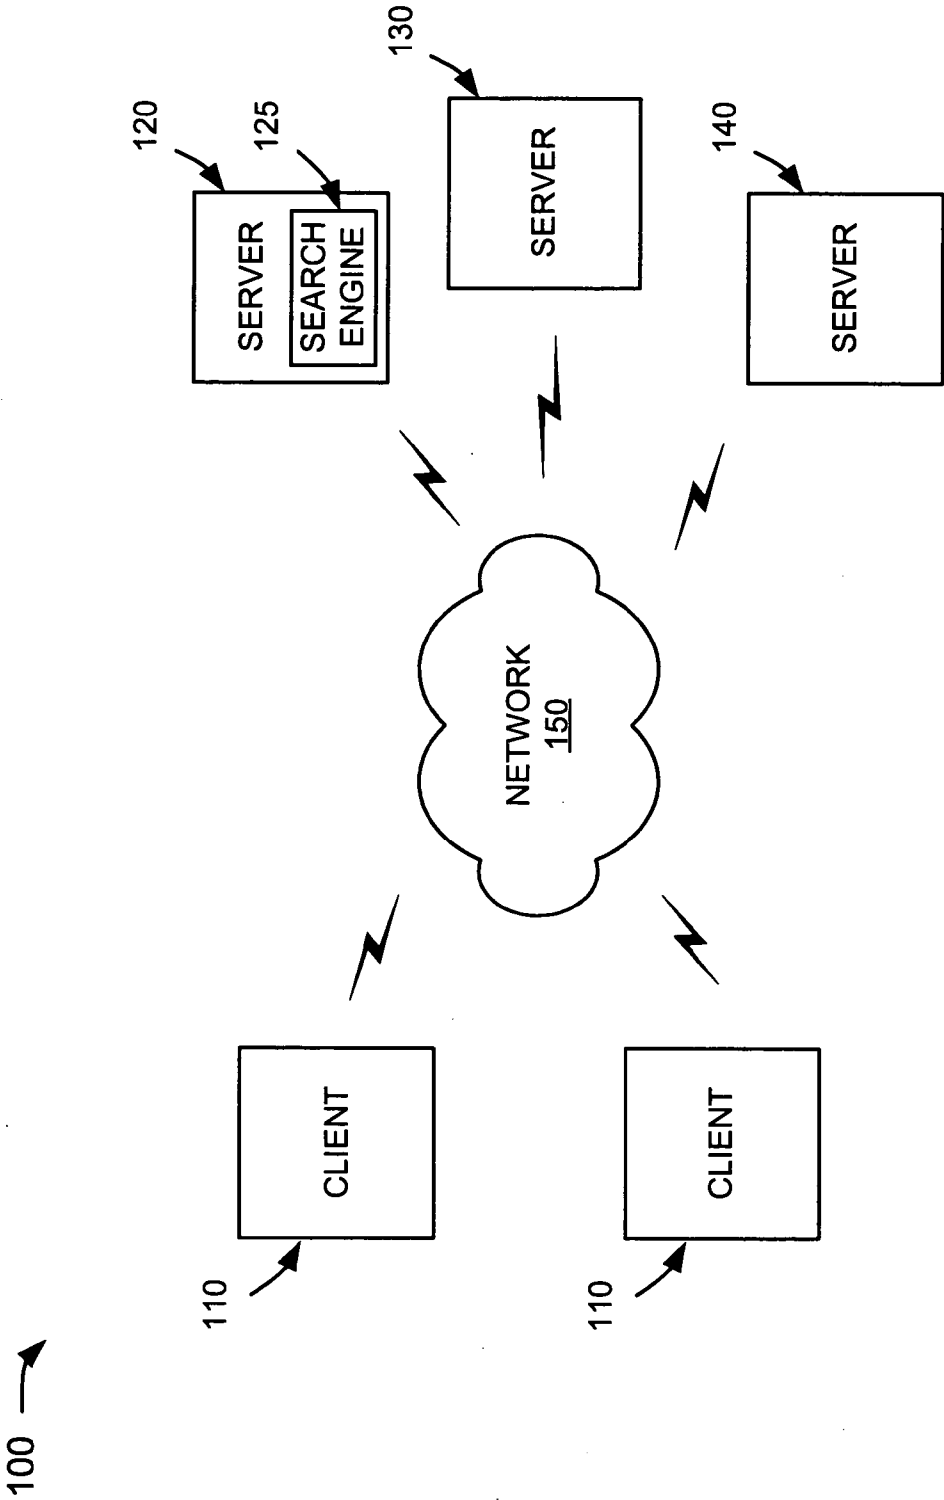 100
110
CLIENT
110
CLIENT
NETWORK
150
120
SERVER
125
SEARCH
ENGINE
130
SERVER
140
SERVER